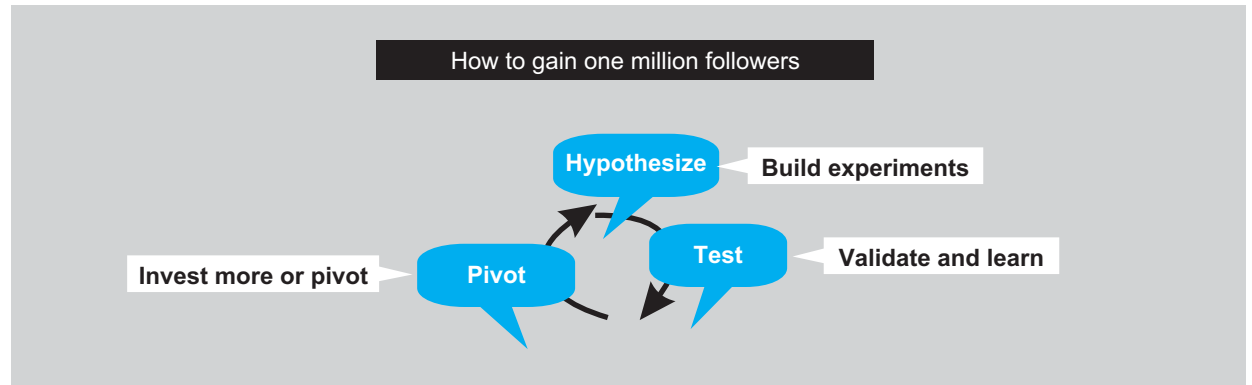 How to gain one million followers
Hypothesize
Build experiments
Test
Validate and learn
Invest more or pivot
Pivot